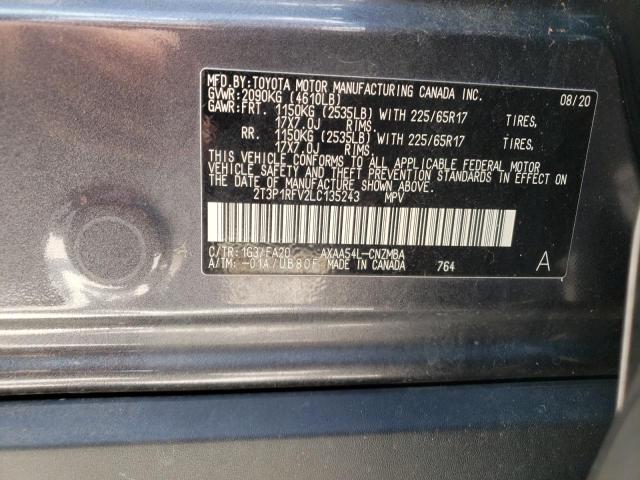 MFD.BY:TOYOTA MOTOR MANUFACTURING CANADA INC. 08/20
GVWR:2090KG (4610LB)
GAWR:FRT. 1150KG (2535LB) WITH 225/65R17 TIRES,
17X7.0J RIMS.
RR. 1150KG (2535LB) WITH 225/65R17 TIRES,
17X7.0J RIMS.
THIS VEHICLE CONFORMS TO ALL APPLICABLE FEDERAL MOTOR
VEHICLE SAFETY AND THEFT PREVENTION STANDARDS IN EFFECT ON
THE DATE OF MANUFACTURE SHOWN ABOVE.
2T3P1RFV2LC135243 MPV
C/TR: 1G3/FA20 AXAA54L-CNZMBA
A/TM: -01A/UB80F MADE IN CANADA 764 A